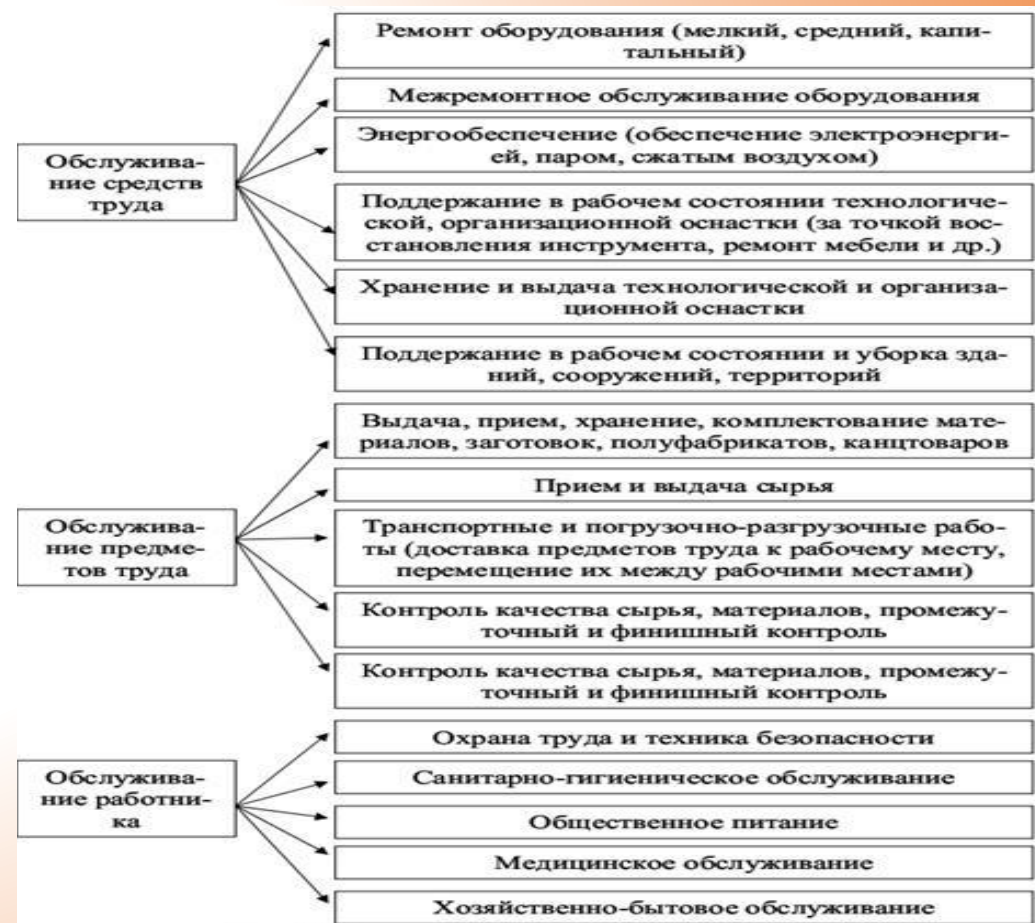 Обслужива-
ние средств
труда
Ремонт оборудования (мелкий, средний, капи-
тальный)
Межремонтное обслуживание оборудования
Энергообеспечение (обеспечение электроэнерги-
ей, паром, сжатым воздухом)
Поддержание в рабочем состоянии технологиче-
ской, организационной оснастки (за точкой вос-
становления инструмента, ремонт мебели и др.)
Хранение и выдача технологической и организа-
ционной оснастки
Поддержание в рабочем состоянии и уборка зда-
ний, сооружений, территорий
Обслужива-
ние предме-
тов труда
Выдача, прием, хранение, комплектование мате-
риалов, заготовок, полуфабрикатов, канцтоваров
Прием и выдача сырья
Транспортные и погрузочно-разгрузочные рабо-
ты (доставка предметов труда к рабочему месту,
перемещение их между рабочими местами)
Контроль качества сырья, материалов, промежу-
точный и финишный контроль
Контроль качества сырья, материалов, промежу-
точный и финишный контроль
Обслужива-
ние работни-
ка
Охрана труда и техника безопасности
Санитарно-гигиеническое обслуживание
Общественное питание
Медицинское обслуживание
Хозяйственно-бытовое обслуживание